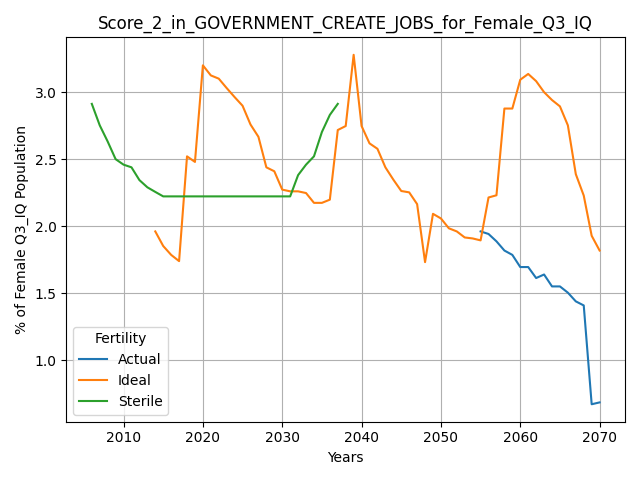 Score_2_in_GOVERNMENT_CREATE_JOBS_for_Female_Q3_IQ
% of Female Q3_IQ Population
3.0
2.5
2.0
1.5
1.0
Fertility
Actual
Ideal
Sterile
2010 2020 2030 2040 2050 2060 2070
Years